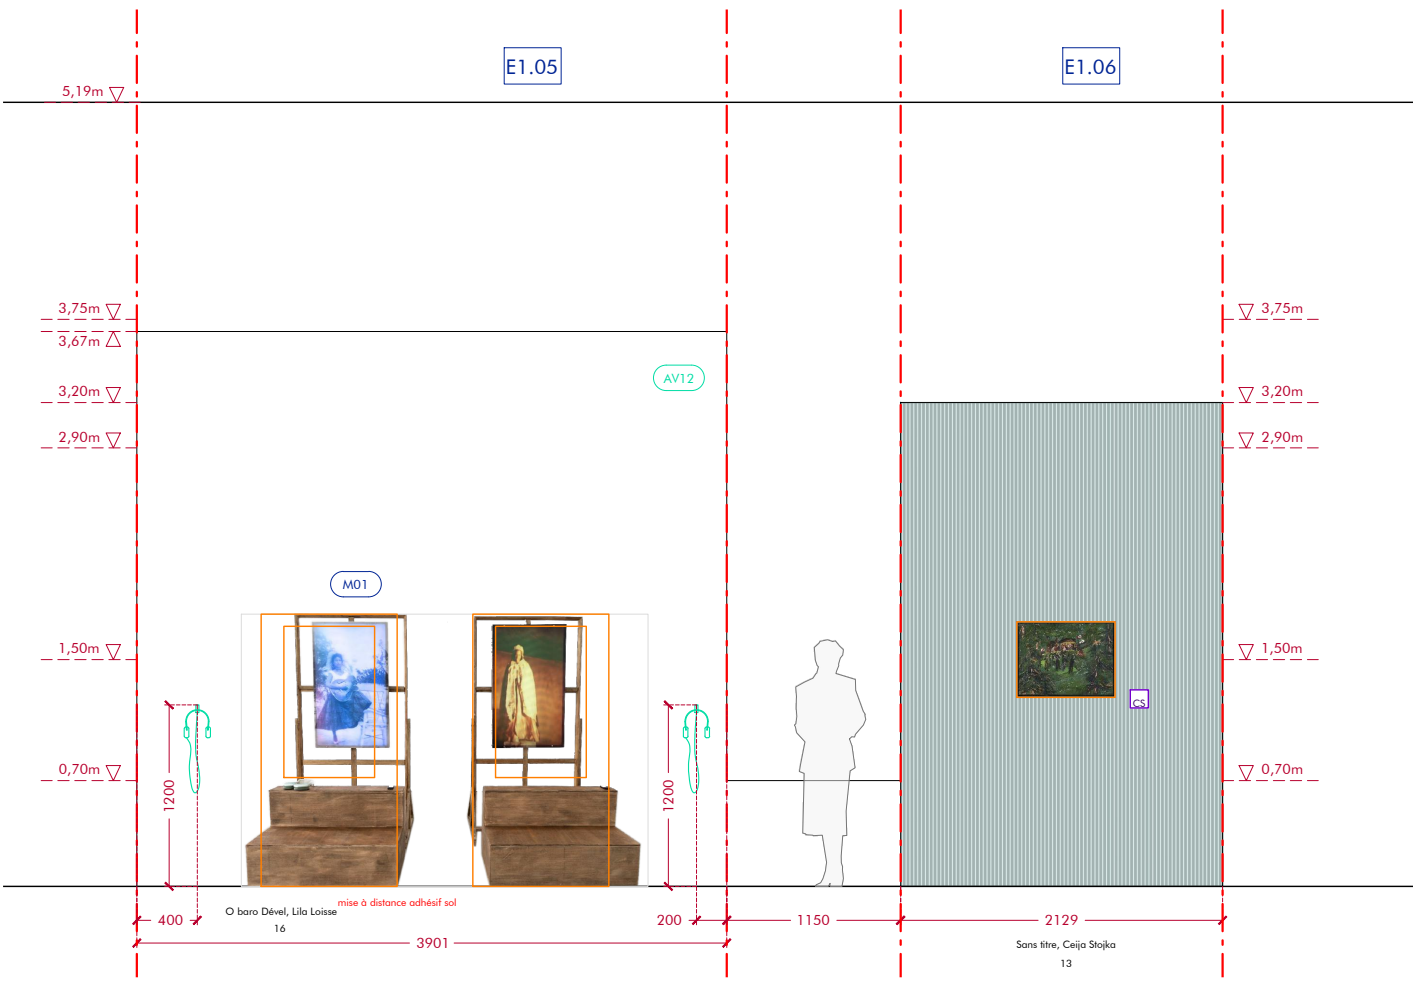 E1.05
E1.06
5,19m
3,75m
3,67m
3,20m
2,90m
1,50m
0,70m
AV12
M01
3,75m
3,20m
2,90m
1,50m
0,70m
CS
1200
1200
mise à distance adhésif sol
O baro Dével, Lila Loisse
16
400
200
1150
2129
3901
Sans titre, Ceija Stojka
13